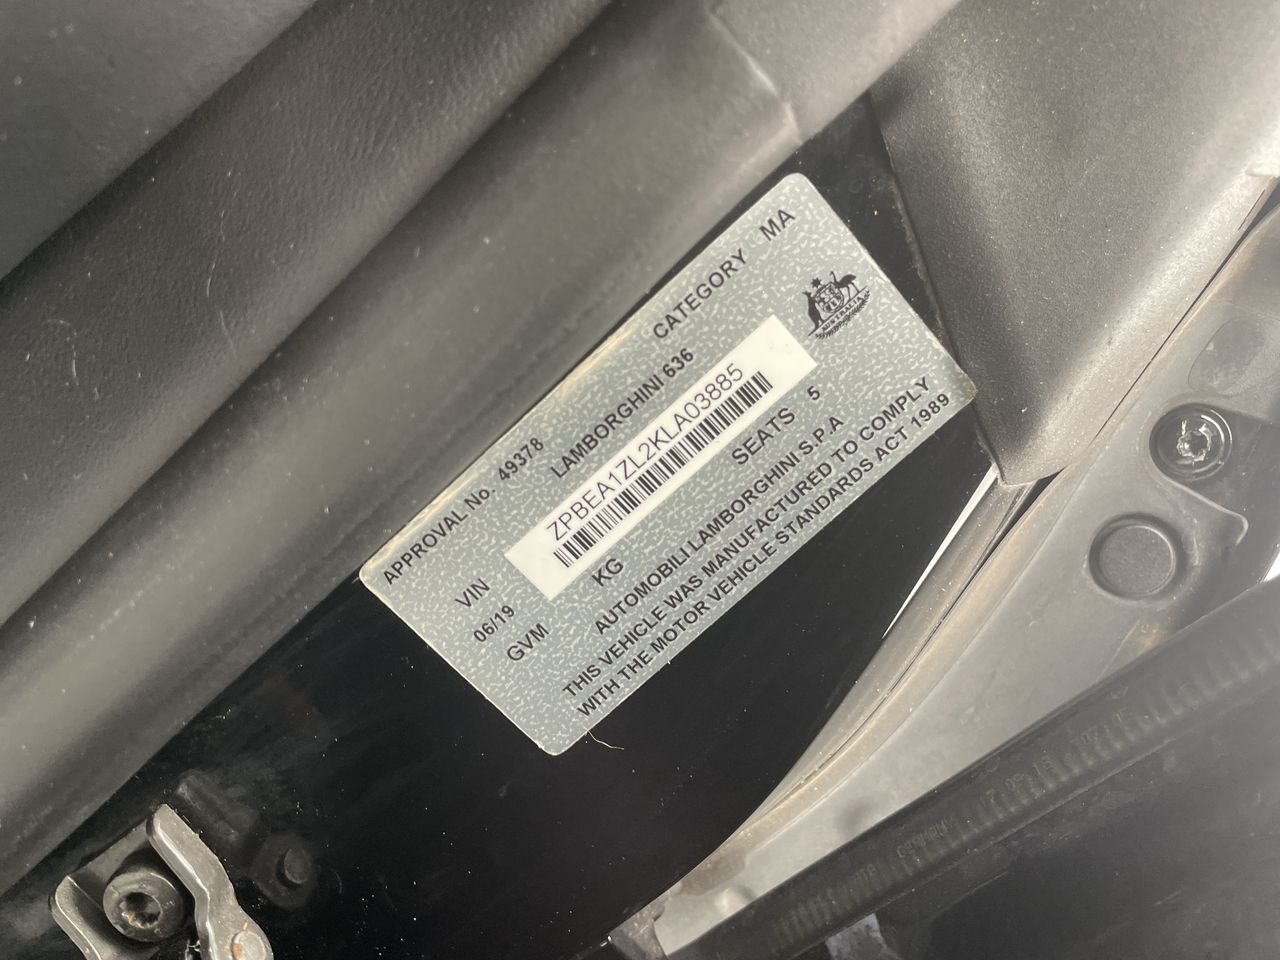 APPROVAL No. 49378 CATEGORY MA
LAMBORGHINI 636
VIN ZPBEA1ZL2KLA03885
AUSTRALIA
06/19
GVM KG SEATS 5
AUTOMOBILI LAMBORGHINI S.P.A
THIS VEHICLE WAS MANUFACTURED TO COMPLY
WITH THE MOTOR VEHICLE STANDARDS ACT 1989